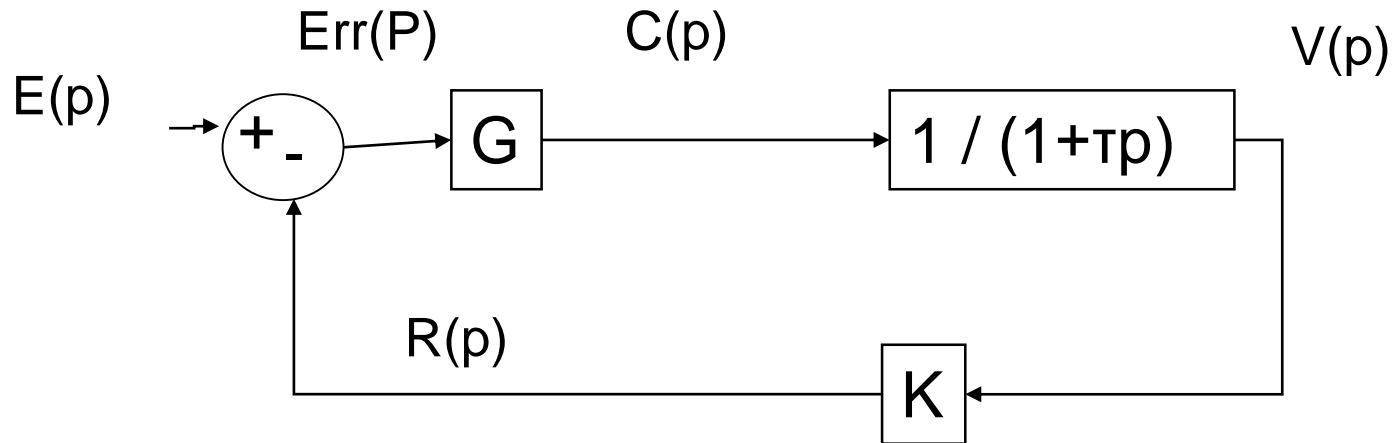 Err(P)
C(p)
V(p)
E(p)
+
-
G
1 / (1+τp)
R(p)
K